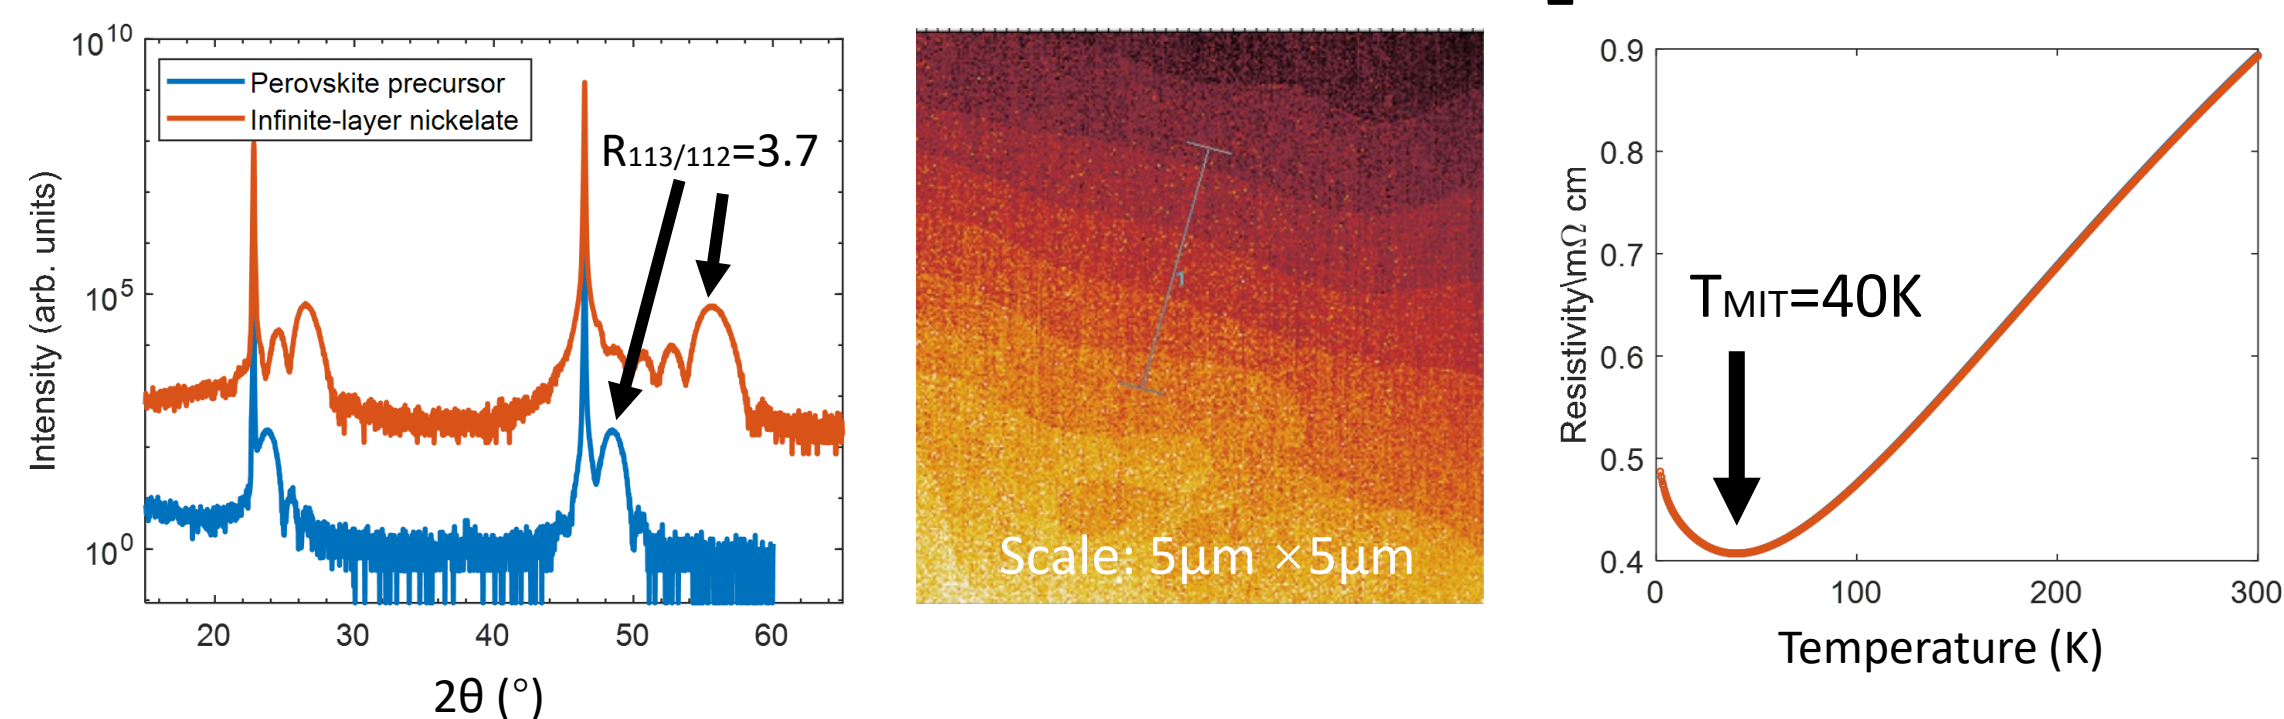 10^10
10^5
10^0
Intensity (arb. units)
Perovskite precursor
Infinite-layer nickelate
R113/112=3.7
20 30 40 50 60
2θ (°)
1
Scale: 5μm ×5μm
0.9
0.8
0.7
0.6
0.5
0.4
Resistivity\mΩ cm
TMIT=40K
0 100 200 300
Temperature (K)